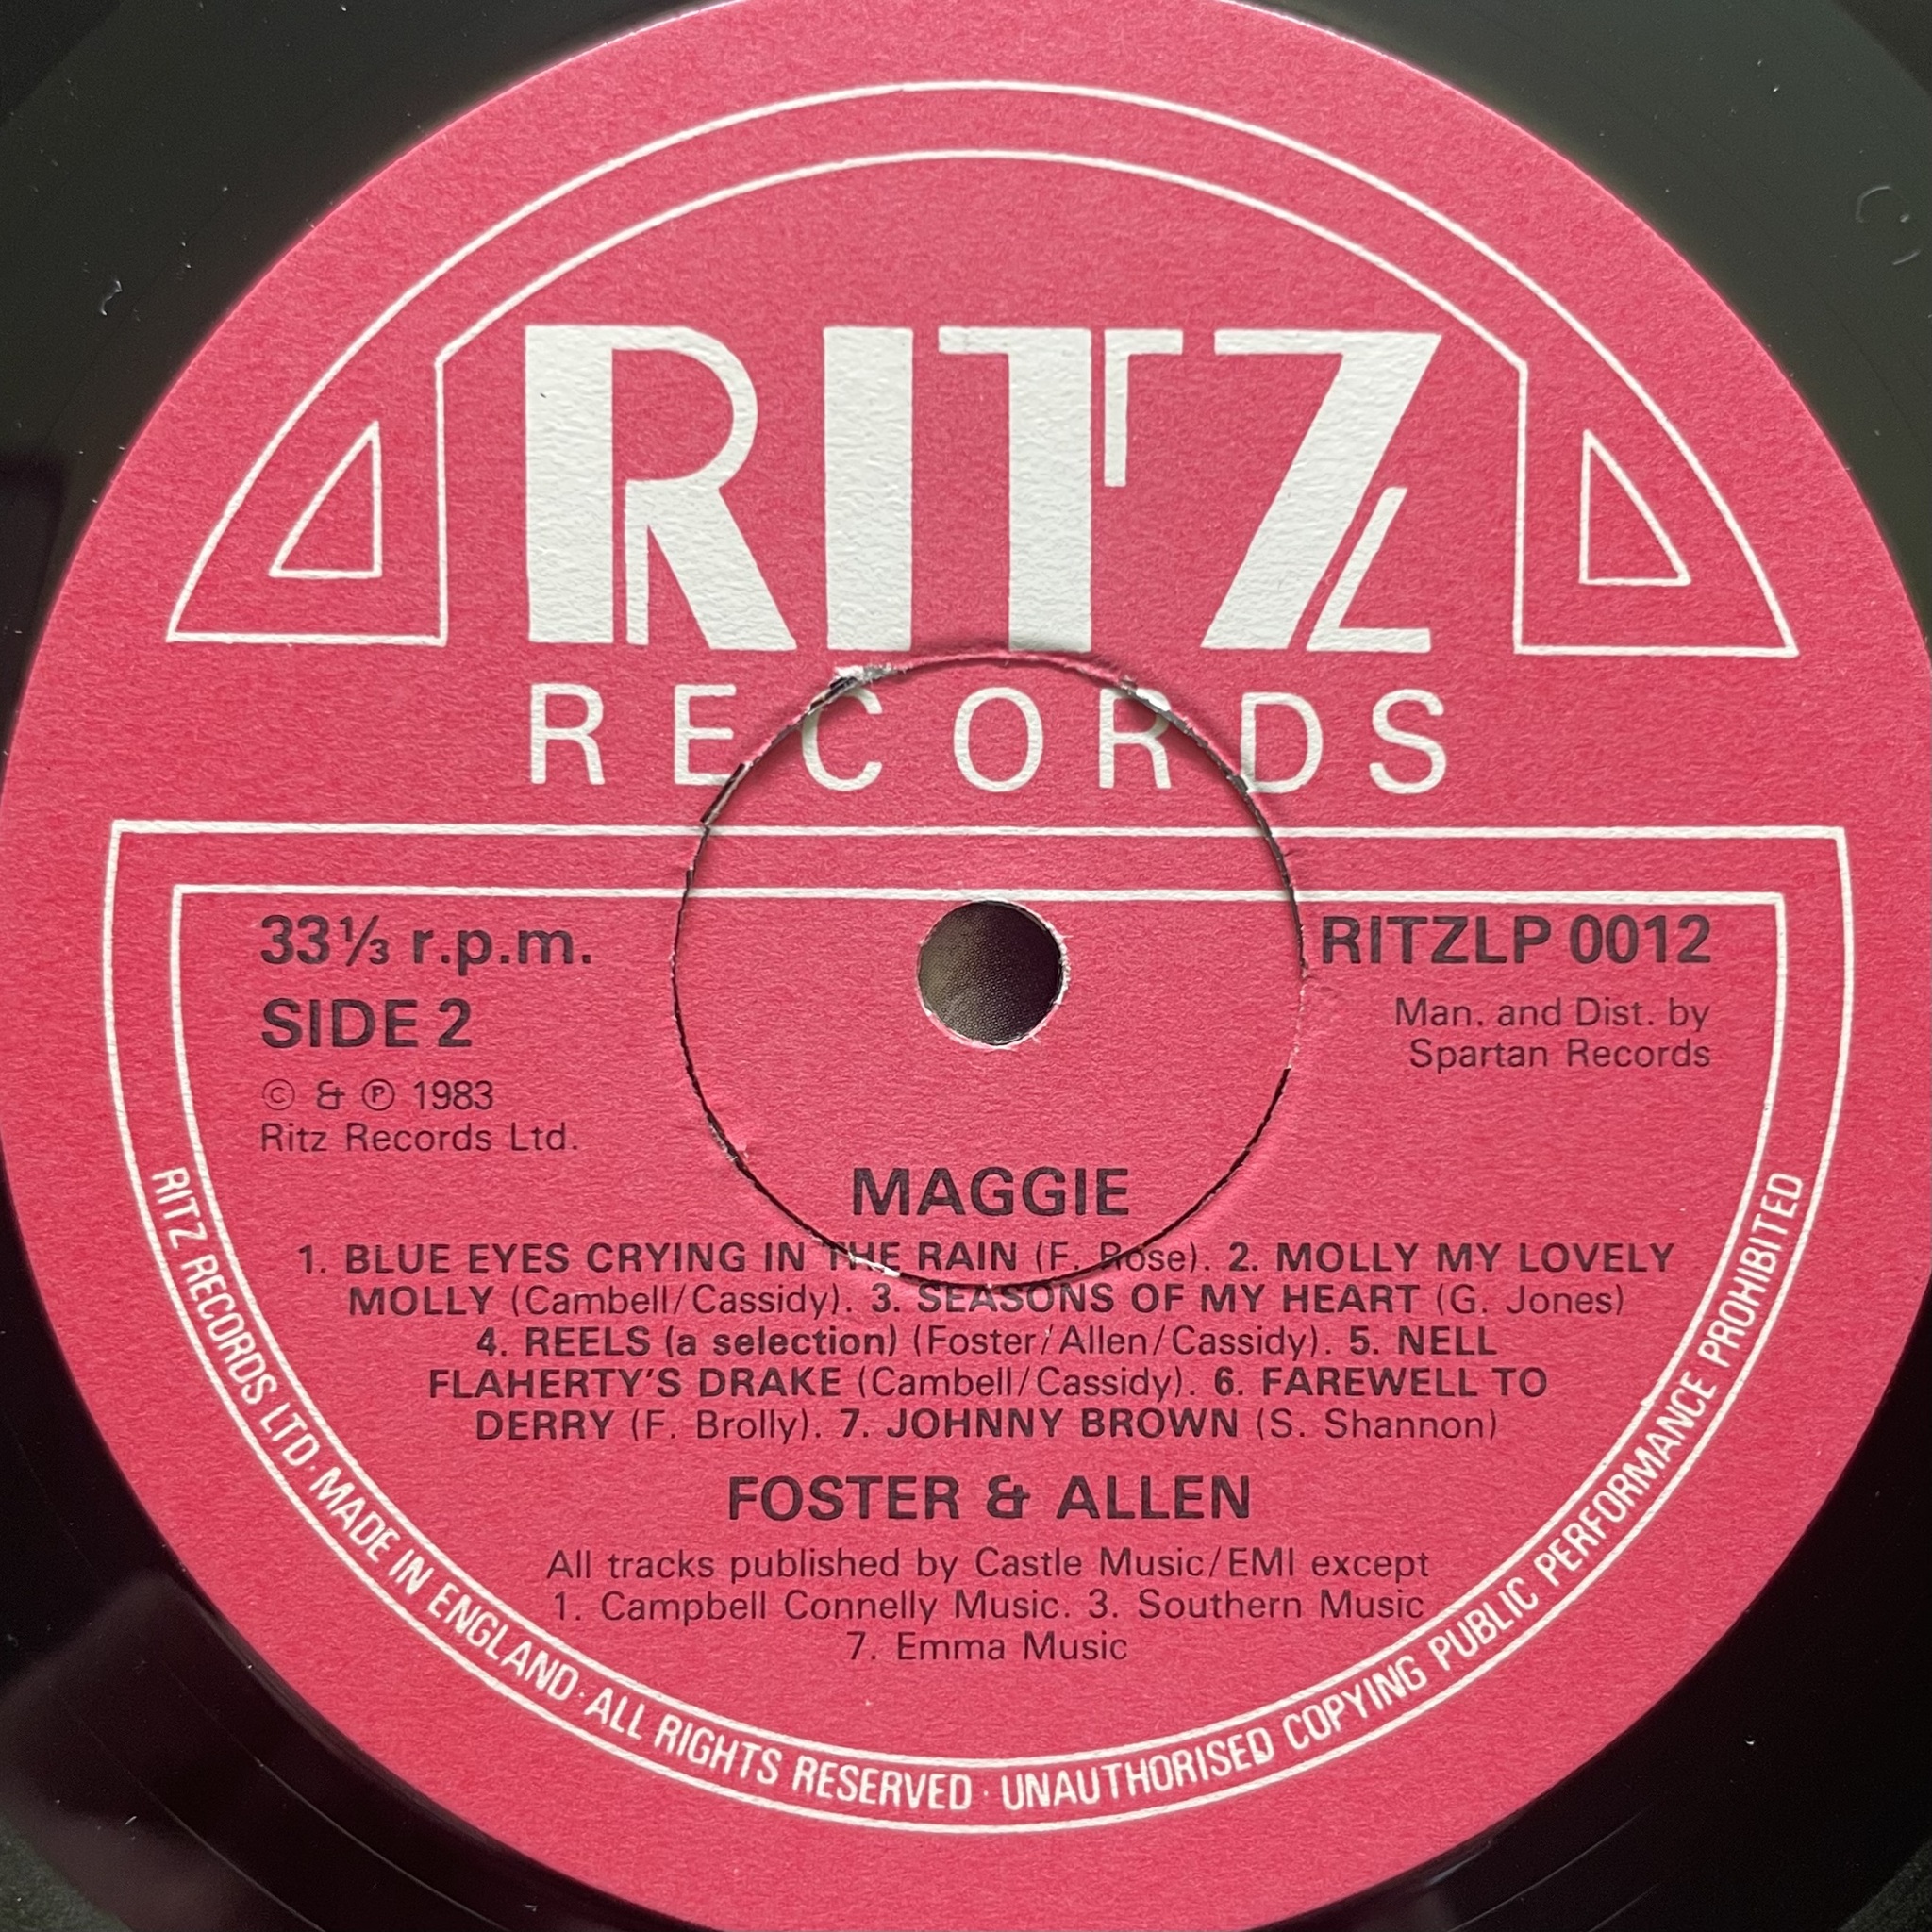 RITZ
RECORDS
33⅓ r.p.m.
SIDE 2
© & ℗ 1983
Ritz Records Ltd.
RITZLP 0012
Man. and Dist. by
Spartan Records
MAGGIE
1. BLUE EYES CRYING IN THE RAIN (F. Rose). 2. MOLLY MY LOVELY
MOLLY (Cambell/Cassidy). 3. SEASONS OF MY HEART (G. Jones)
4. REELS (a selection) (Foster/Allen/Cassidy). 5. NELL
FLAHERTY'S DRAKE (Cambell/Cassidy). 6. FAREWELL TO
DERRY (F. Brolly). 7. JOHNNY BROWN (S. Shannon)
FOSTER & ALLEN
All tracks published by Castle Music/EMI except
1. Campbell Connelly Music. 3. Southern Music
7. Emma Music
RITZ RECORDS LTD · MADE IN ENGLAND · ALL RIGHTS RESERVED · UNAUTHORISED COPYING PUBLIC PERFORMANCE PROHIBITED